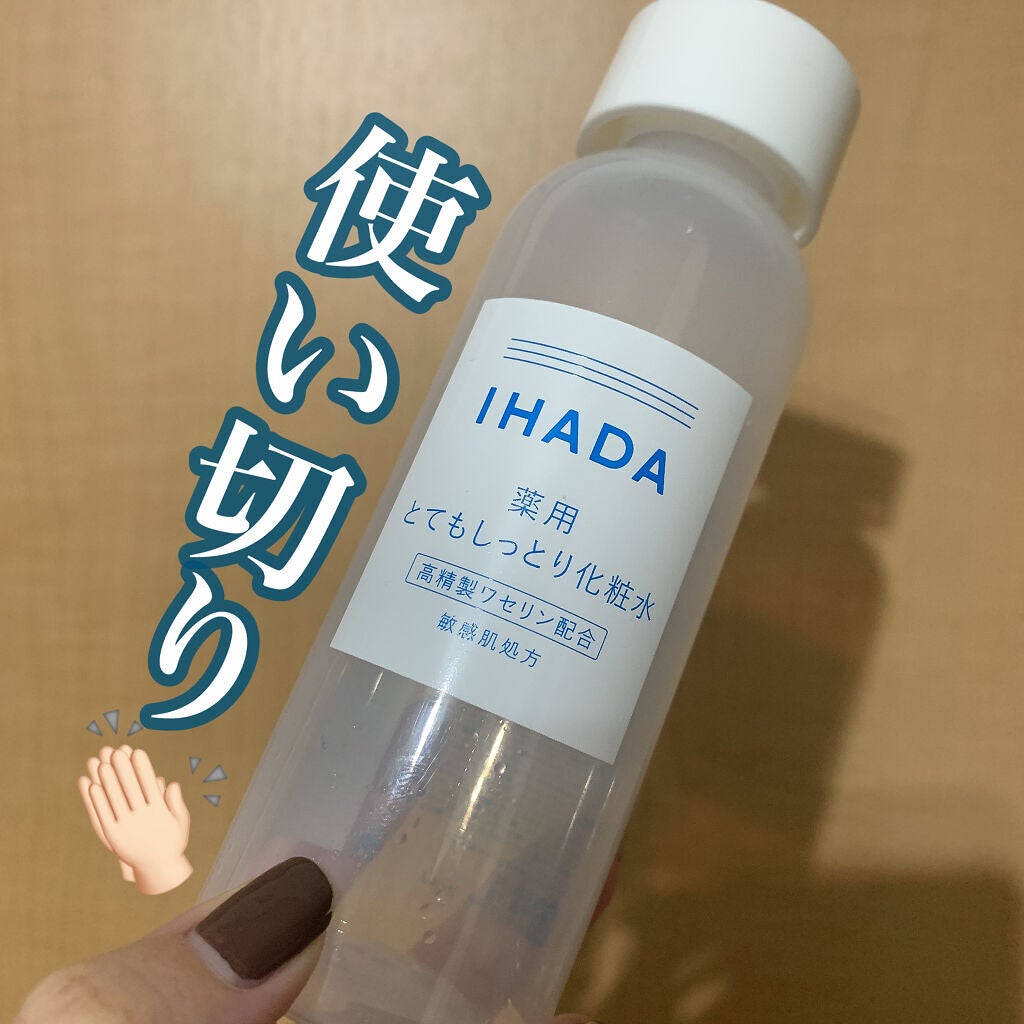 使い切り
IHADA
薬用
とてもしっとり化粧水
高精製ワセリン配合
敏感肌処方